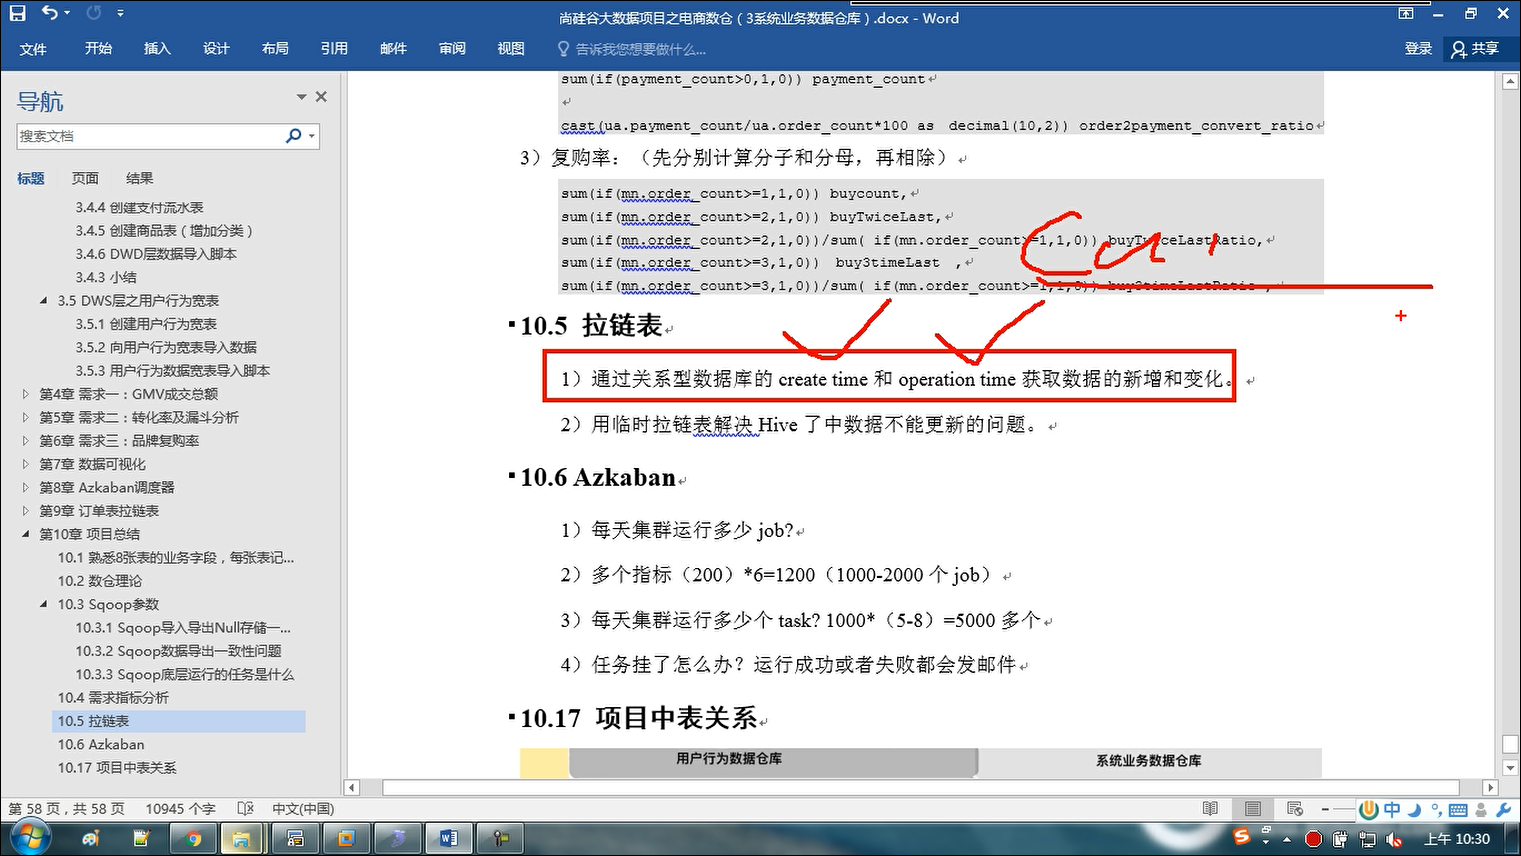 尚硅谷大数据项目之电商数仓（3系统业务数据仓库）.docx - Word
文件 开始 插入 设计 布局 引用 邮件 审阅 视图 告诉我您想要做什么... 登录 共享
导航
搜索文档
标题 页面 结果
3.4.4 创建支付流水表
3.4.5 创建商品表（增加分类）
3.4.6 DWD层数据导入脚本
3.4.3 小结
3.5 DWS层之用户行为宽表
3.5.1 创建用户行为宽表
3.5.2 向用户行为宽表导入数据
3.5.3 用户行为数据宽表导入脚本
第4章 需求一：GMV成交总额
第5章 需求二：转化率及漏斗分析
第6章 需求三：品牌复购率
第7章 数据可视化
第8章 Azkaban调度器
第9章 订单表拉链表
第10章 项目总结
10.1 熟悉8张表的业务字段，每张表记...
10.2 数仓理论
10.3 Sqoop参数
10.3.1 Sqoop导入导出Null存储一...
10.3.2 Sqoop数据导出一致性问题
10.3.3 Sqoop底层运行的任务是什么
10.4 需求指标分析
10.5 拉链表
10.6 Azkaban
10.17 项目中表关系
sum(if(payment_count>0,1,0)) payment_count
cast(ua.payment_count/ua.order_count*100 as decimal(10,2)) order2payment_convert_ratio
3）复购率：（先分别计算分子和分母，再相除）
sum(if(mn.order_count>=1,1,0)) buycount,
sum(if(mn.order_count>=2,1,0)) buyTwiceLast,
sum(if(mn.order_count>=2,1,0))/sum( if(mn.order_count>=1,1,0)) buyTwiceLastRatio,
sum(if(mn.order_count>=3,1,0)) buy3timeLast ,
sum(if(mn.order_count>=3,1,0))/sum( if(mn.order_count>=1,1,0)) buy3timeLastRatio ,
10.5 拉链表
1）通过关系型数据库的 create time 和 operation time 获取数据的新增和变化。
2）用临时拉链表解决 Hive 了中数据不能更新的问题。
10.6 Azkaban
1）每天集群运行多少 job?
2）多个指标（200）*6=1200（1000-2000 个 job）
3）每天集群运行多少个 task? 1000*（5-8）=5000 多个
4）任务挂了怎么办？运行成功或者失败都会发邮件
10.17 项目中表关系
用户行为数据仓库 系统业务数据仓库
第 58 页，共 58 页 10945 个字 中文(中国)
中
上午 10:30